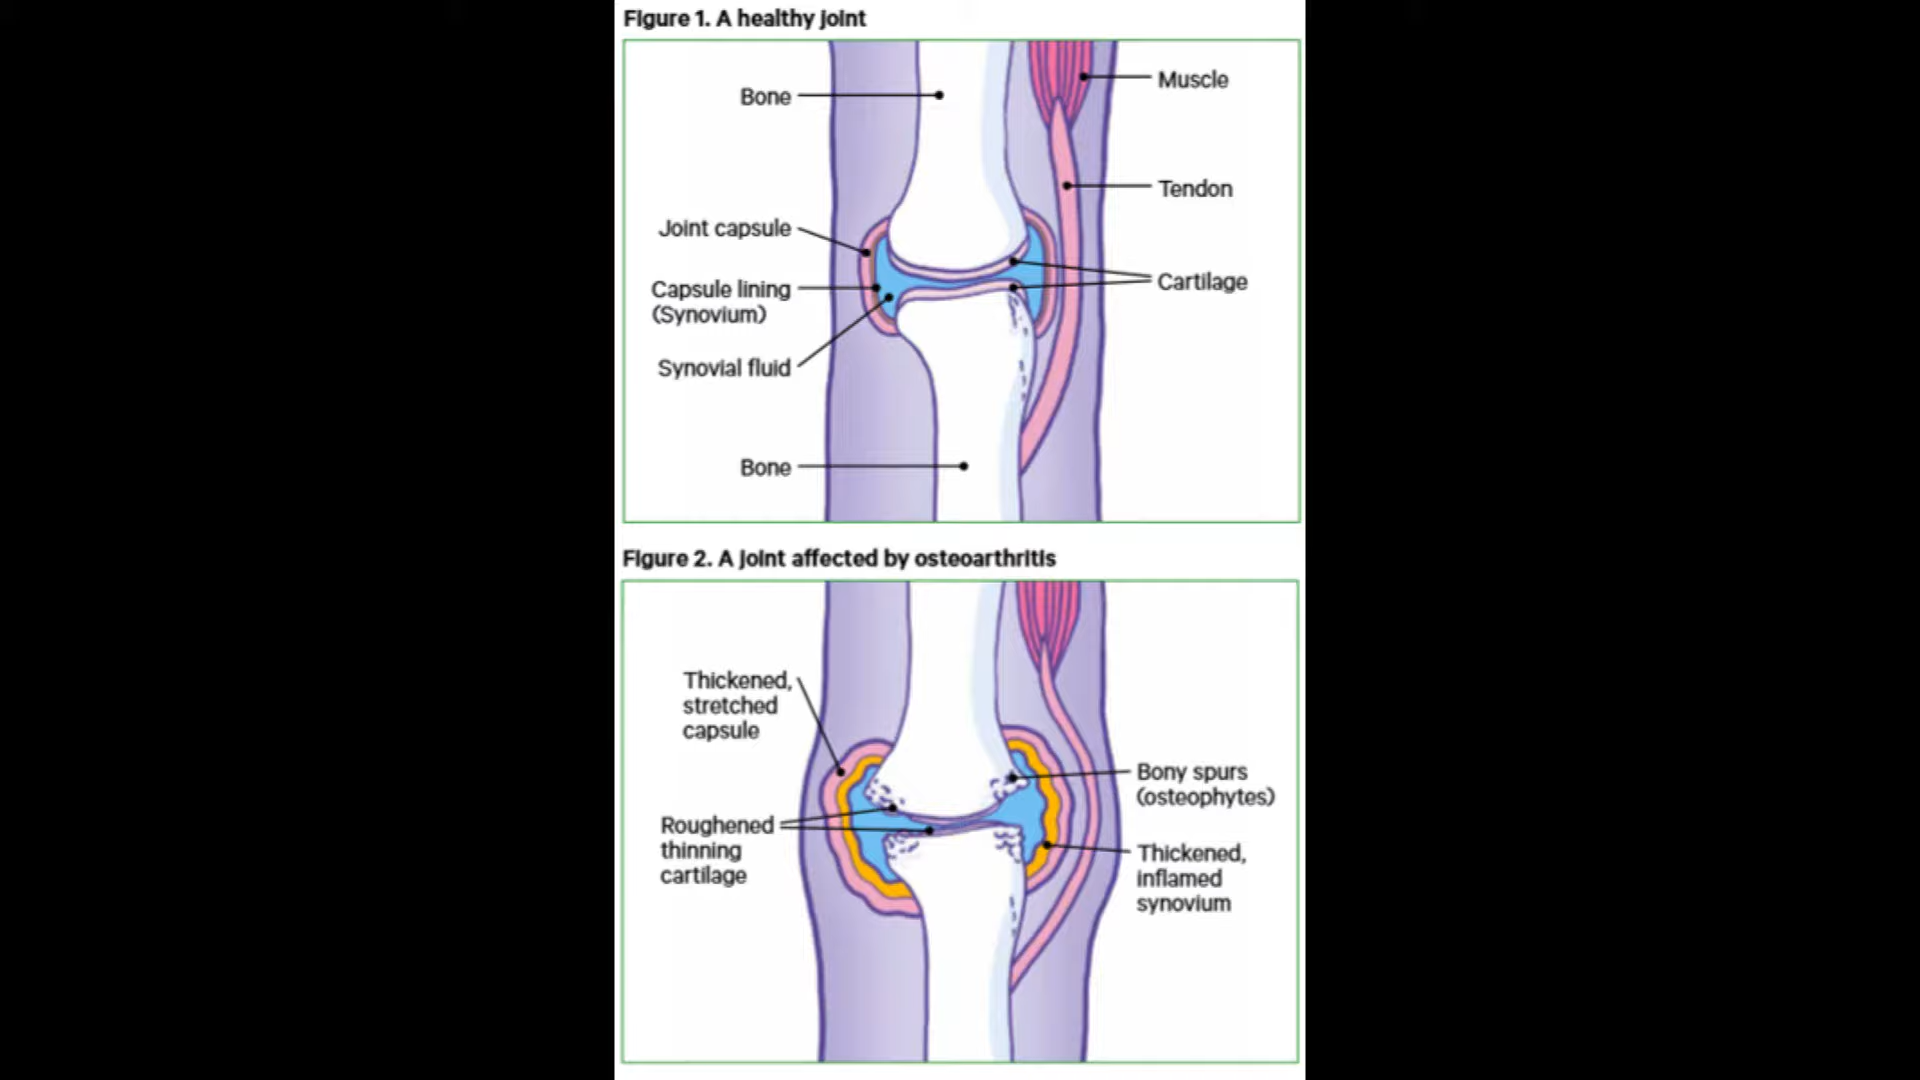 Figure 1. A healthy joint
Bone
Muscle
Tendon
Joint capsule
Cartilage
Capsule lining
(Synovium)
Synovial fluid
Bone
Figure 2. A joint affected by osteoarthritis
Thickened,
stretched
capsule
Bony spurs
(osteophytes)
Roughened
thinning
cartilage
Thickened,
inflamed
synovium